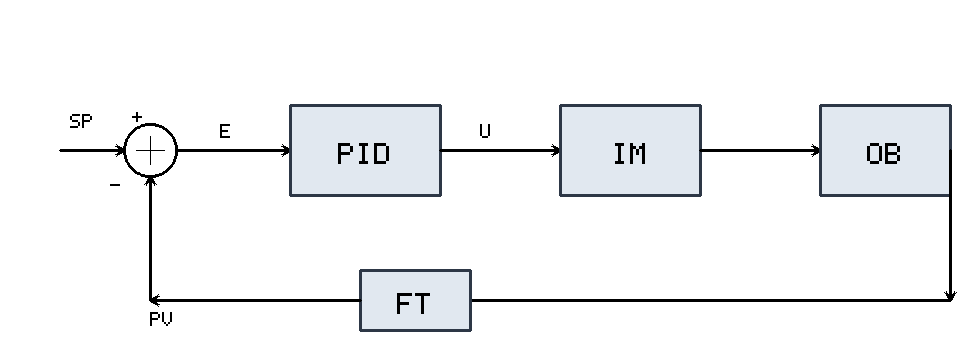 SP
+
-
E
PID
U
IM
OB
FT
PV